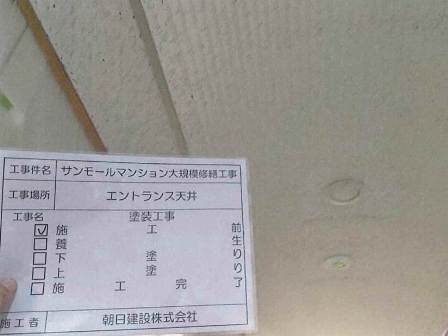 工事件名 サンモールマンション大規模修繕工事
工事場所 エントランス天井
工事名 塗装工事
☑ 施 工 前
□ 養 生
□ 下 塗 り
□ 上 塗 り
□ 施 工 完 了
施工者 朝日建設株式会社